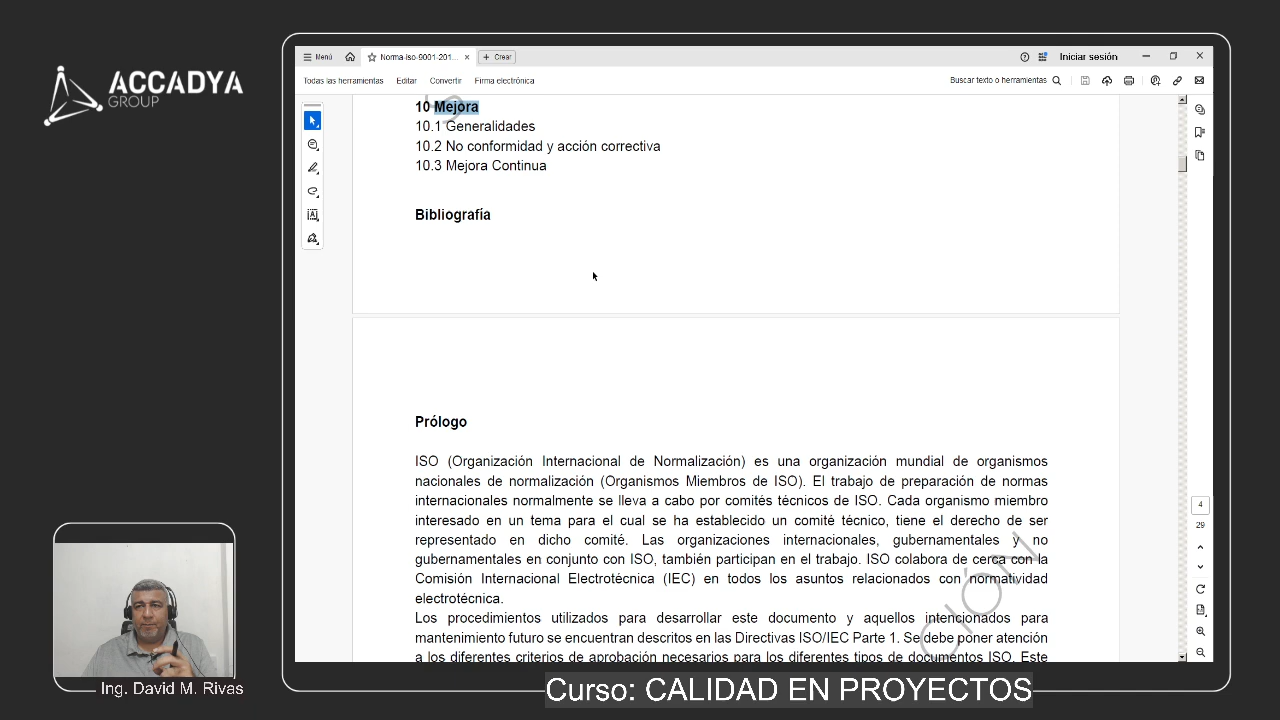 ACCADYA
GROUP
Menú
Norma-iso-9001-201...
Crear
Iniciar sesión
Todas las herramientas
Editar
Convertir
Firma electrónica
Buscar texto o herramientas
10 Mejora
10.1 Generalidades
10.2 No conformidad y acción correctiva
10.3 Mejora Continua
Bibliografía
Prólogo
ISO (Organización Internacional de Normalización) es una organización mundial de organismos
nacionales de normalización (Organismos Miembros de ISO). El trabajo de preparación de normas
internacionales normalmente se lleva a cabo por comités técnicos de ISO. Cada organismo miembro
interesado en un tema para el cual se ha establecido un comité técnico, tiene el derecho de ser
representado en dicho comité. Las organizaciones internacionales, gubernamentales y no
gubernamentales en conjunto con ISO, también participan en el trabajo. ISO colabora de cerca con la
Comisión Internacional Electrotécnica (IEC) en todos los asuntos relacionados con normatividad
electrotécnica.
Los procedimientos utilizados para desarrollar este documento y aquellos intencionados para
mantenimiento futuro se encuentran descritos en las Directivas ISO/IEC Parte 1. Se debe poner atención
a los diferentes criterios de aprobación necesarios para los diferentes tipos de documentos ISO. Este
4
29
Ing. David M. Rivas
Curso: CALIDAD EN PROYECTOS